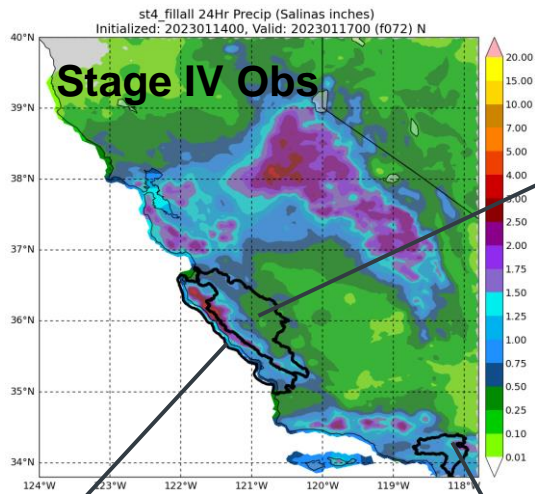 st4_fillall 24Hr Precip (Salinas inches)
Initialized: 2023011400, Valid: 2023011700 (f072) N
Stage IV Obs
40°N
39°N
38°N
37°N
36°N
35°N
34°N
124°W 123°W 122°W 121°W 120°W 119°W 118°W
20.00
15.00
10.00
7.00
5.00
4.00
3.00
2.50
2.00
1.75
1.50
1.25
1.00
0.75
0.50
0.25
0.10
0.01